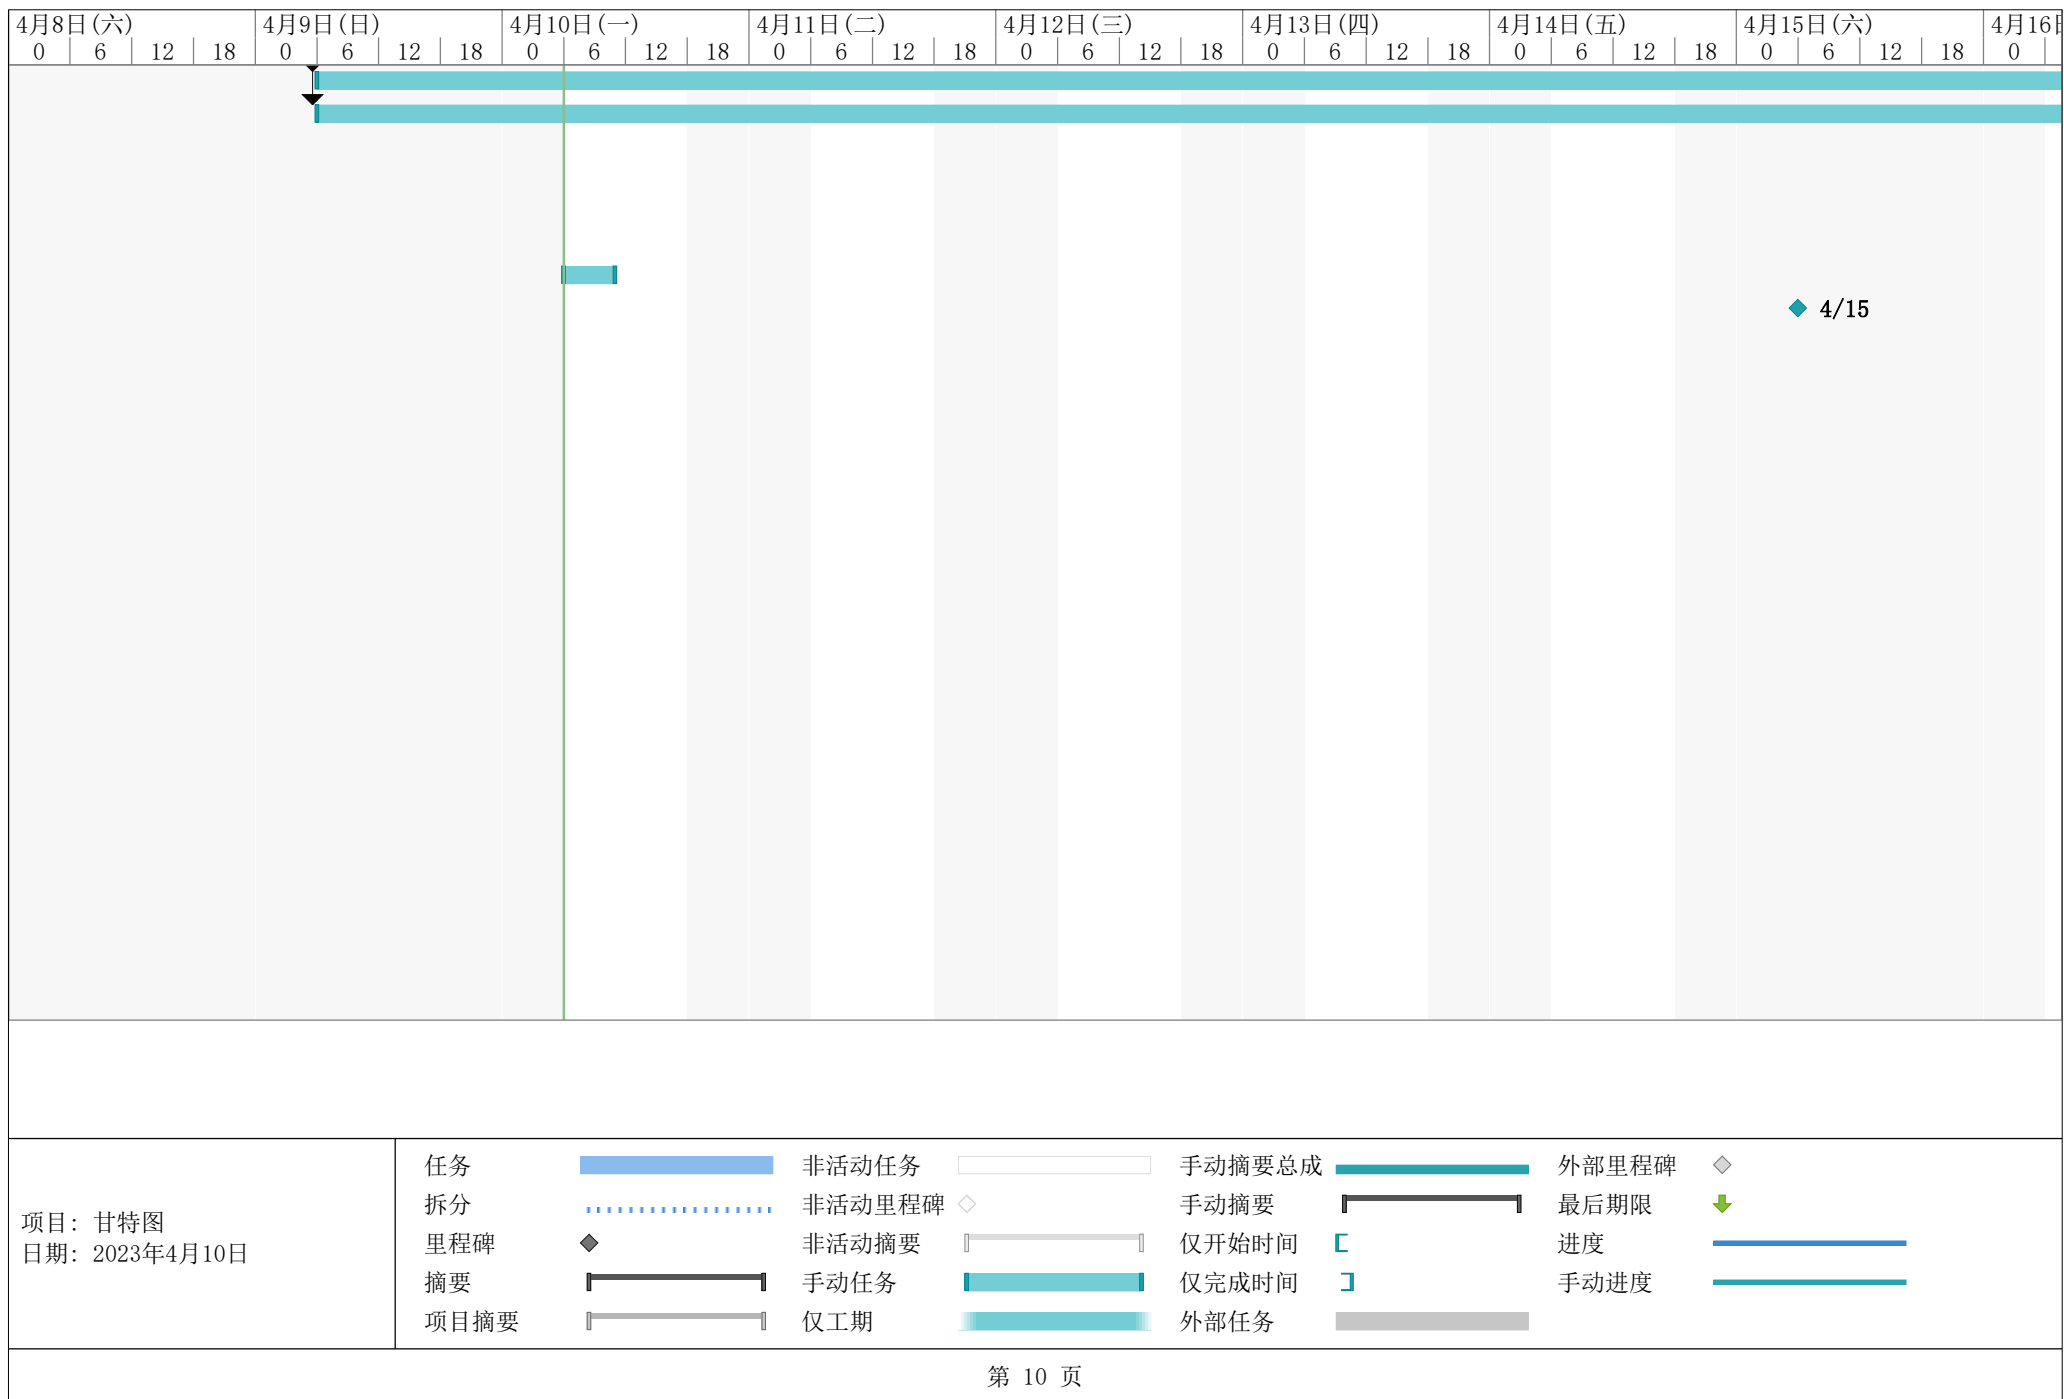 4月8日(六) 4月9日(日) 4月10日(一) 4月11日(二) 4月12日(三) 4月13日(四) 4月14日(五) 4月15日(六) 4月16
0 6 12 18 0 6 12 18 0 6 12 18 0 6 12 18 0 6 12 18 0 6 12 18 0 6 12 18 0 6 12 18 0
4/15
项目: 甘特图
日期: 2023年4月10日
任务
拆分
里程碑
摘要
项目摘要
非活动任务
非活动里程碑
非活动摘要
手动任务
仅工期
手动摘要总成
手动摘要
仅开始时间
仅完成时间
外部任务
外部里程碑
最后期限
进度
手动进度
第 10 页